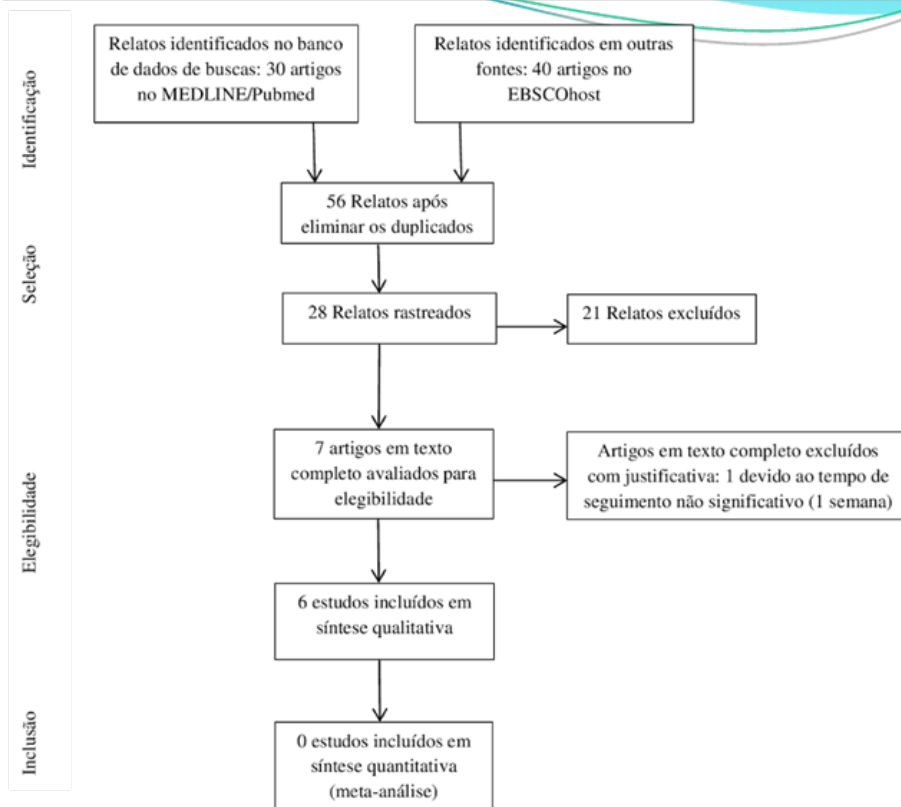 Identificação
Relatos identificados no banco
de dados de buscas: 30 artigos
no MEDLINE/Pubmed
Relatos identificados em outras
fontes: 40 artigos no
EBSCOhost
56 Relatos após
eliminar os duplicados
Seleção
28 Relatos rastreados
21 Relatos excluídos
Elegibilidade
7 artigos em texto
completo avaliados para
elegibilidade
Artigos em texto completo excluídos
com justificativa: 1 devido ao tempo de
seguimento não significativo (1 semana)
6 estudos incluídos em
síntese qualitativa
Inclusão
0 estudos incluídos em
síntese quantitativa
(meta-análise)